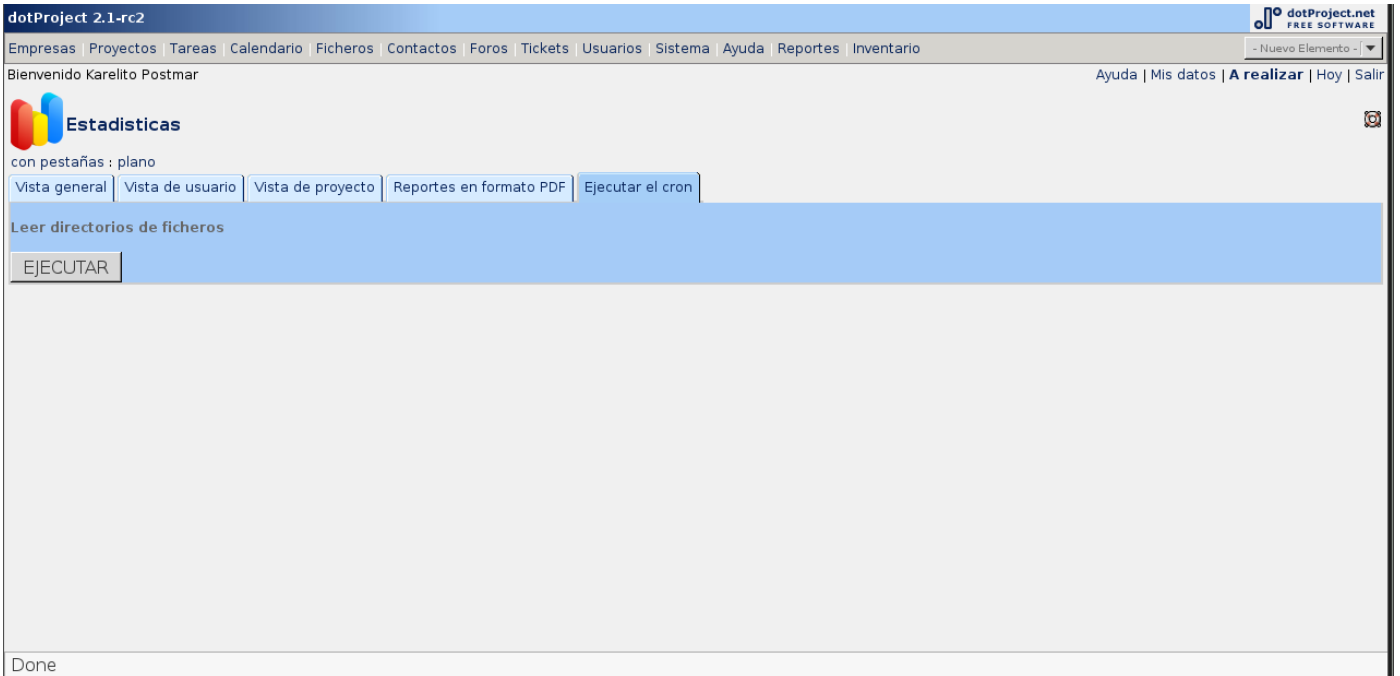 dotProject 2.1-rc2
dotProject.net
FREE SOFTWARE
Empresas | Proyectos | Tareas | Calendario | Ficheros | Contactos | Foros | Tickets | Usuarios | Sistema | Ayuda | Reportes | Inventario
- Nuevo Elemento -
Bienvenido Karelito Postmar
Ayuda | Mis datos | A realizar | Hoy | Salir
Estadisticas
con pestañas : plano
Vista general Vista de usuario Vista de proyecto Reportes en formato PDF Ejecutar el cron
Leer directorios de ficheros
EJECUTAR
Done